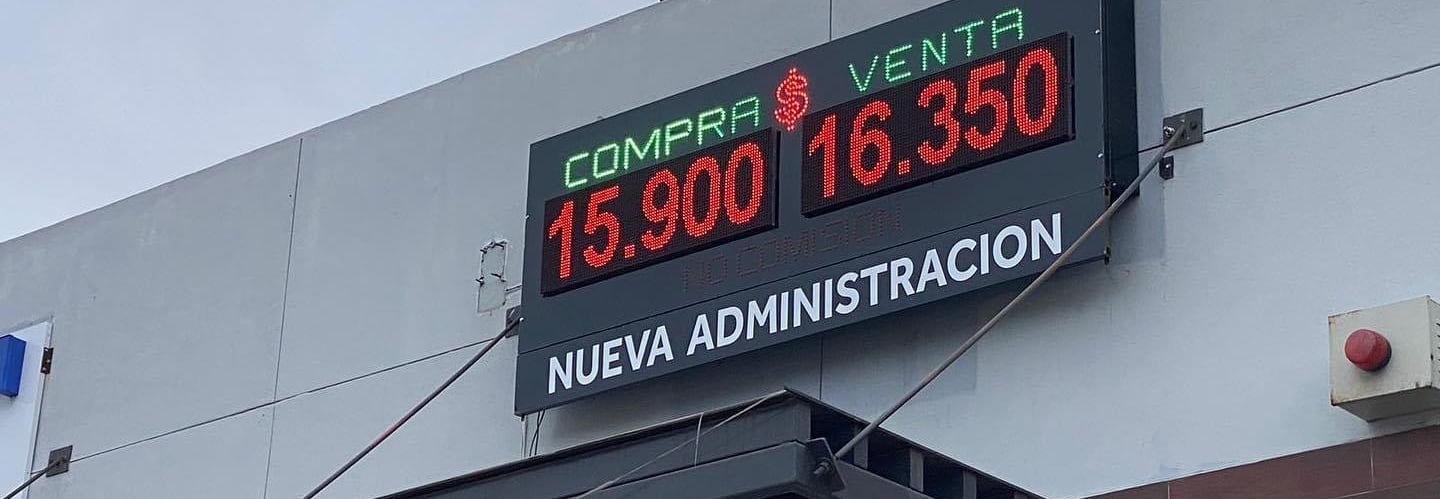 COMPRA $ VENTA
15.900 16.350
NO COMISION
NUEVA ADMINISTRACION